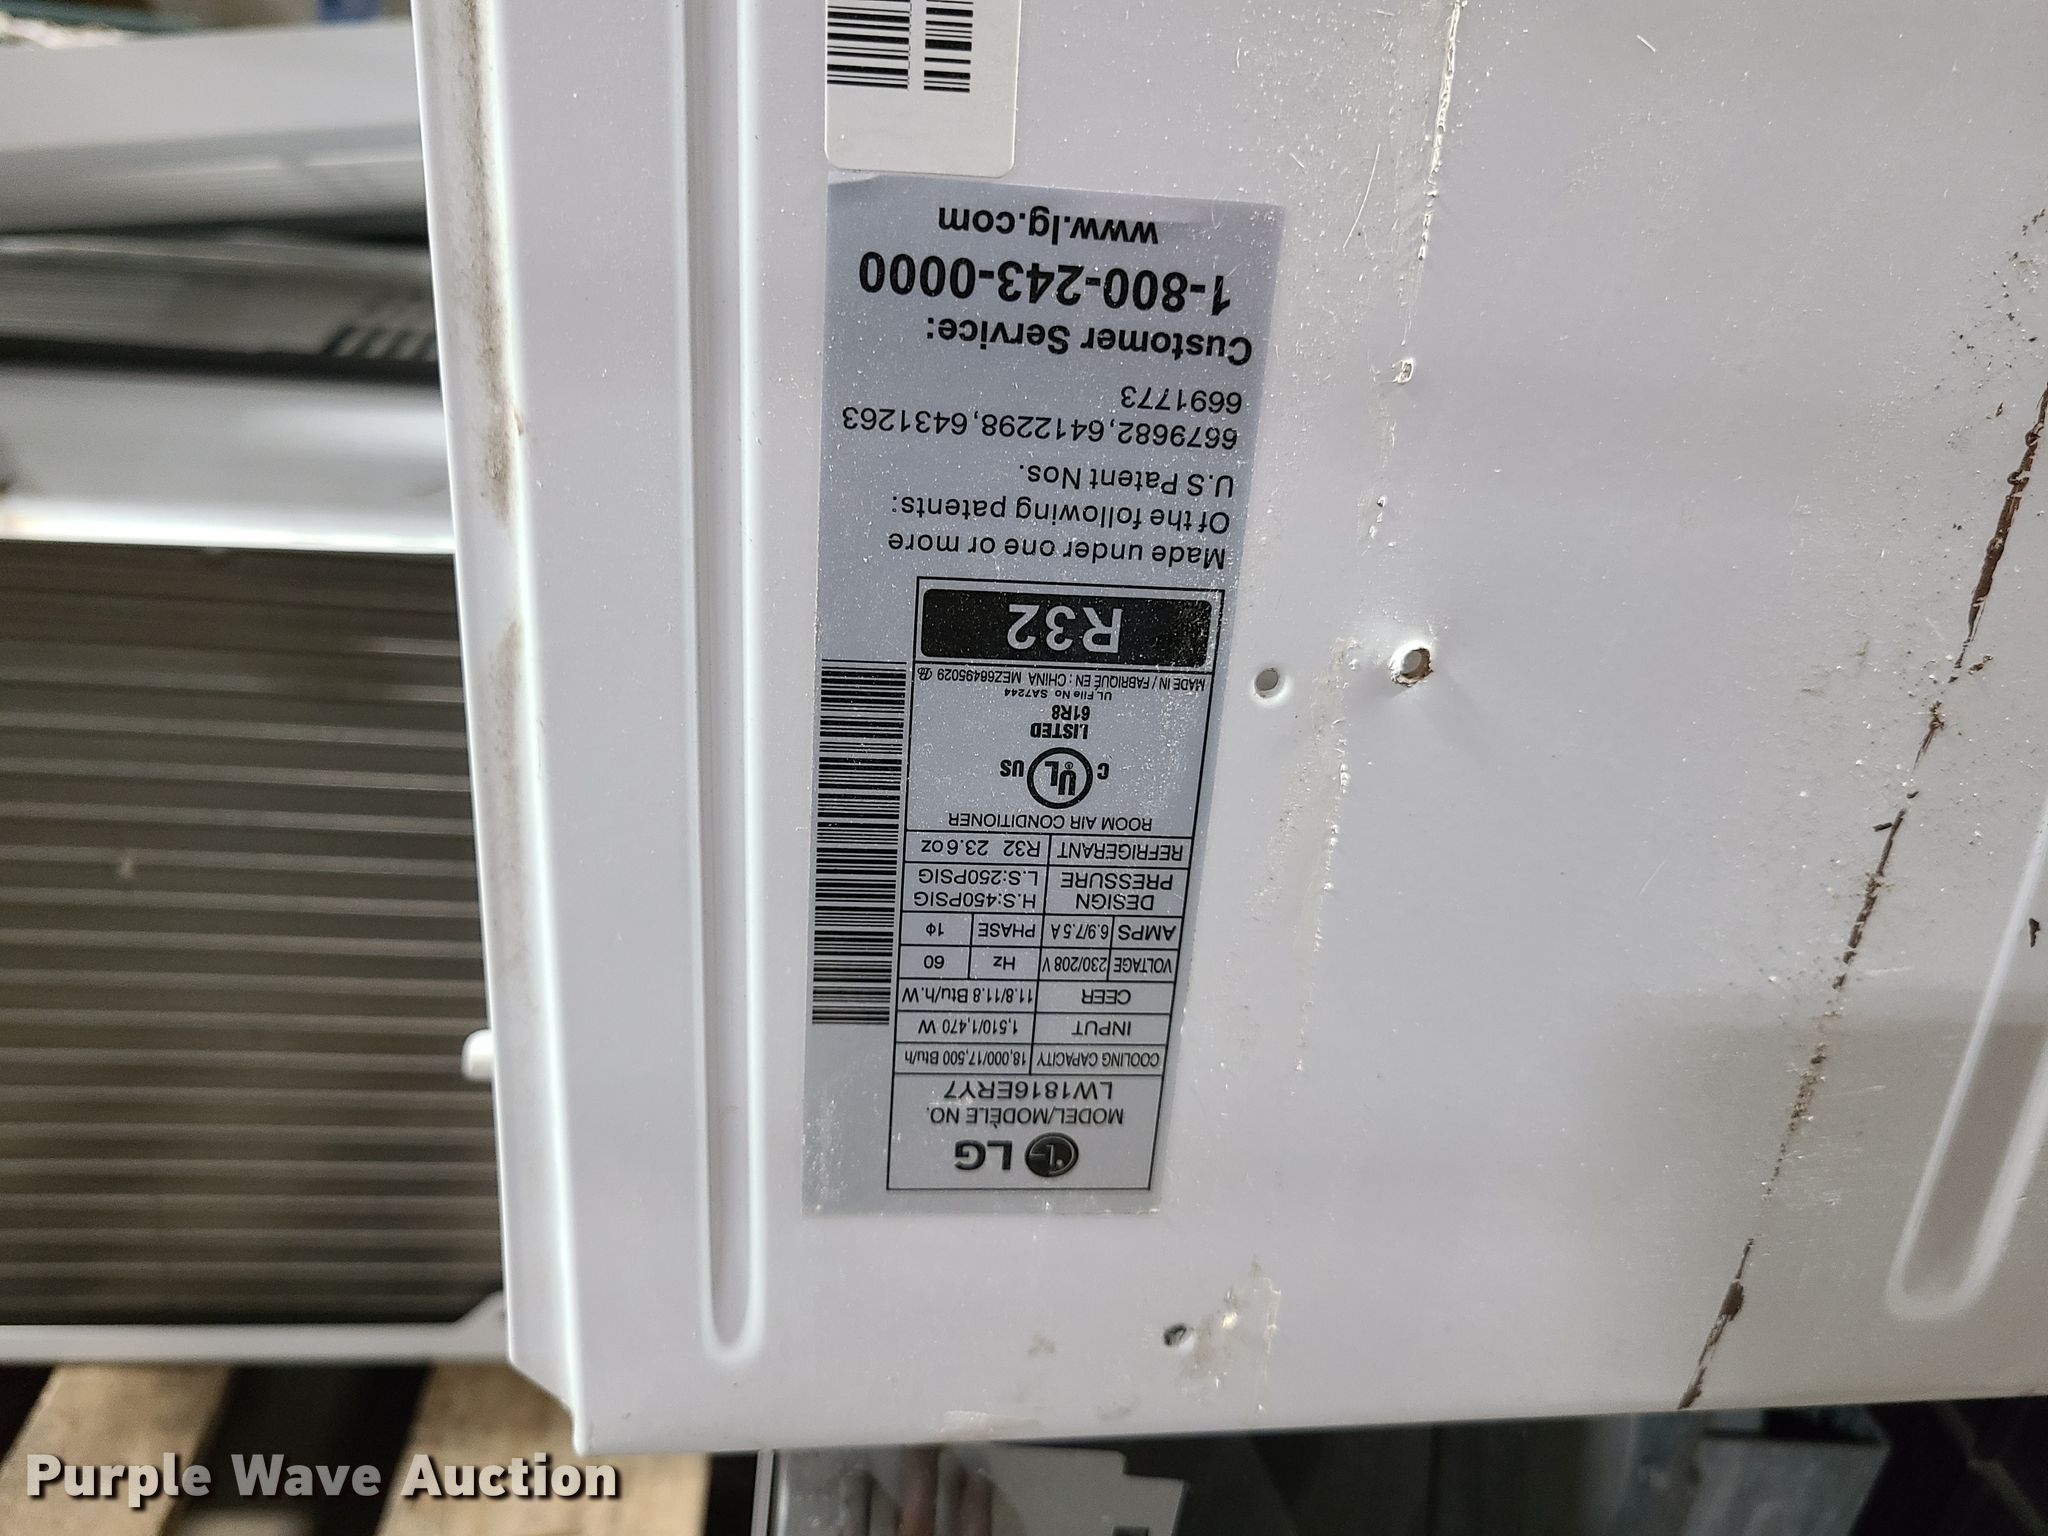 LG
MODEL/MODÈLE NO.
LW1816ERY7
COOLING CAPACITY 18,000/17,500 Btu/h
INPUT 1,510/1,470 W
CEER 11.8/11.8 Btu/h.W
VOLTAGE 230/208 V Hz 60
AMPS 6.9/7.5 A PHASE 1Φ
DESIGN PRESSURE H.S:450PSIG
L.S:250PSIG
REFRIGERANT R32 23.6 oz
ROOM AIR CONDITIONER
C UL® US
LISTED
61R8
UL File No. SA7244
MADE IN / FABRIQUÉ EN : CHINA MEZ66495029
R32
Made under one or more
Of the following patents:
U.S Patent Nos.
6679682,6412298,6431263
6691773
Customer Service:
1-800-243-0000
www.lg.com
Purple Wave Auction